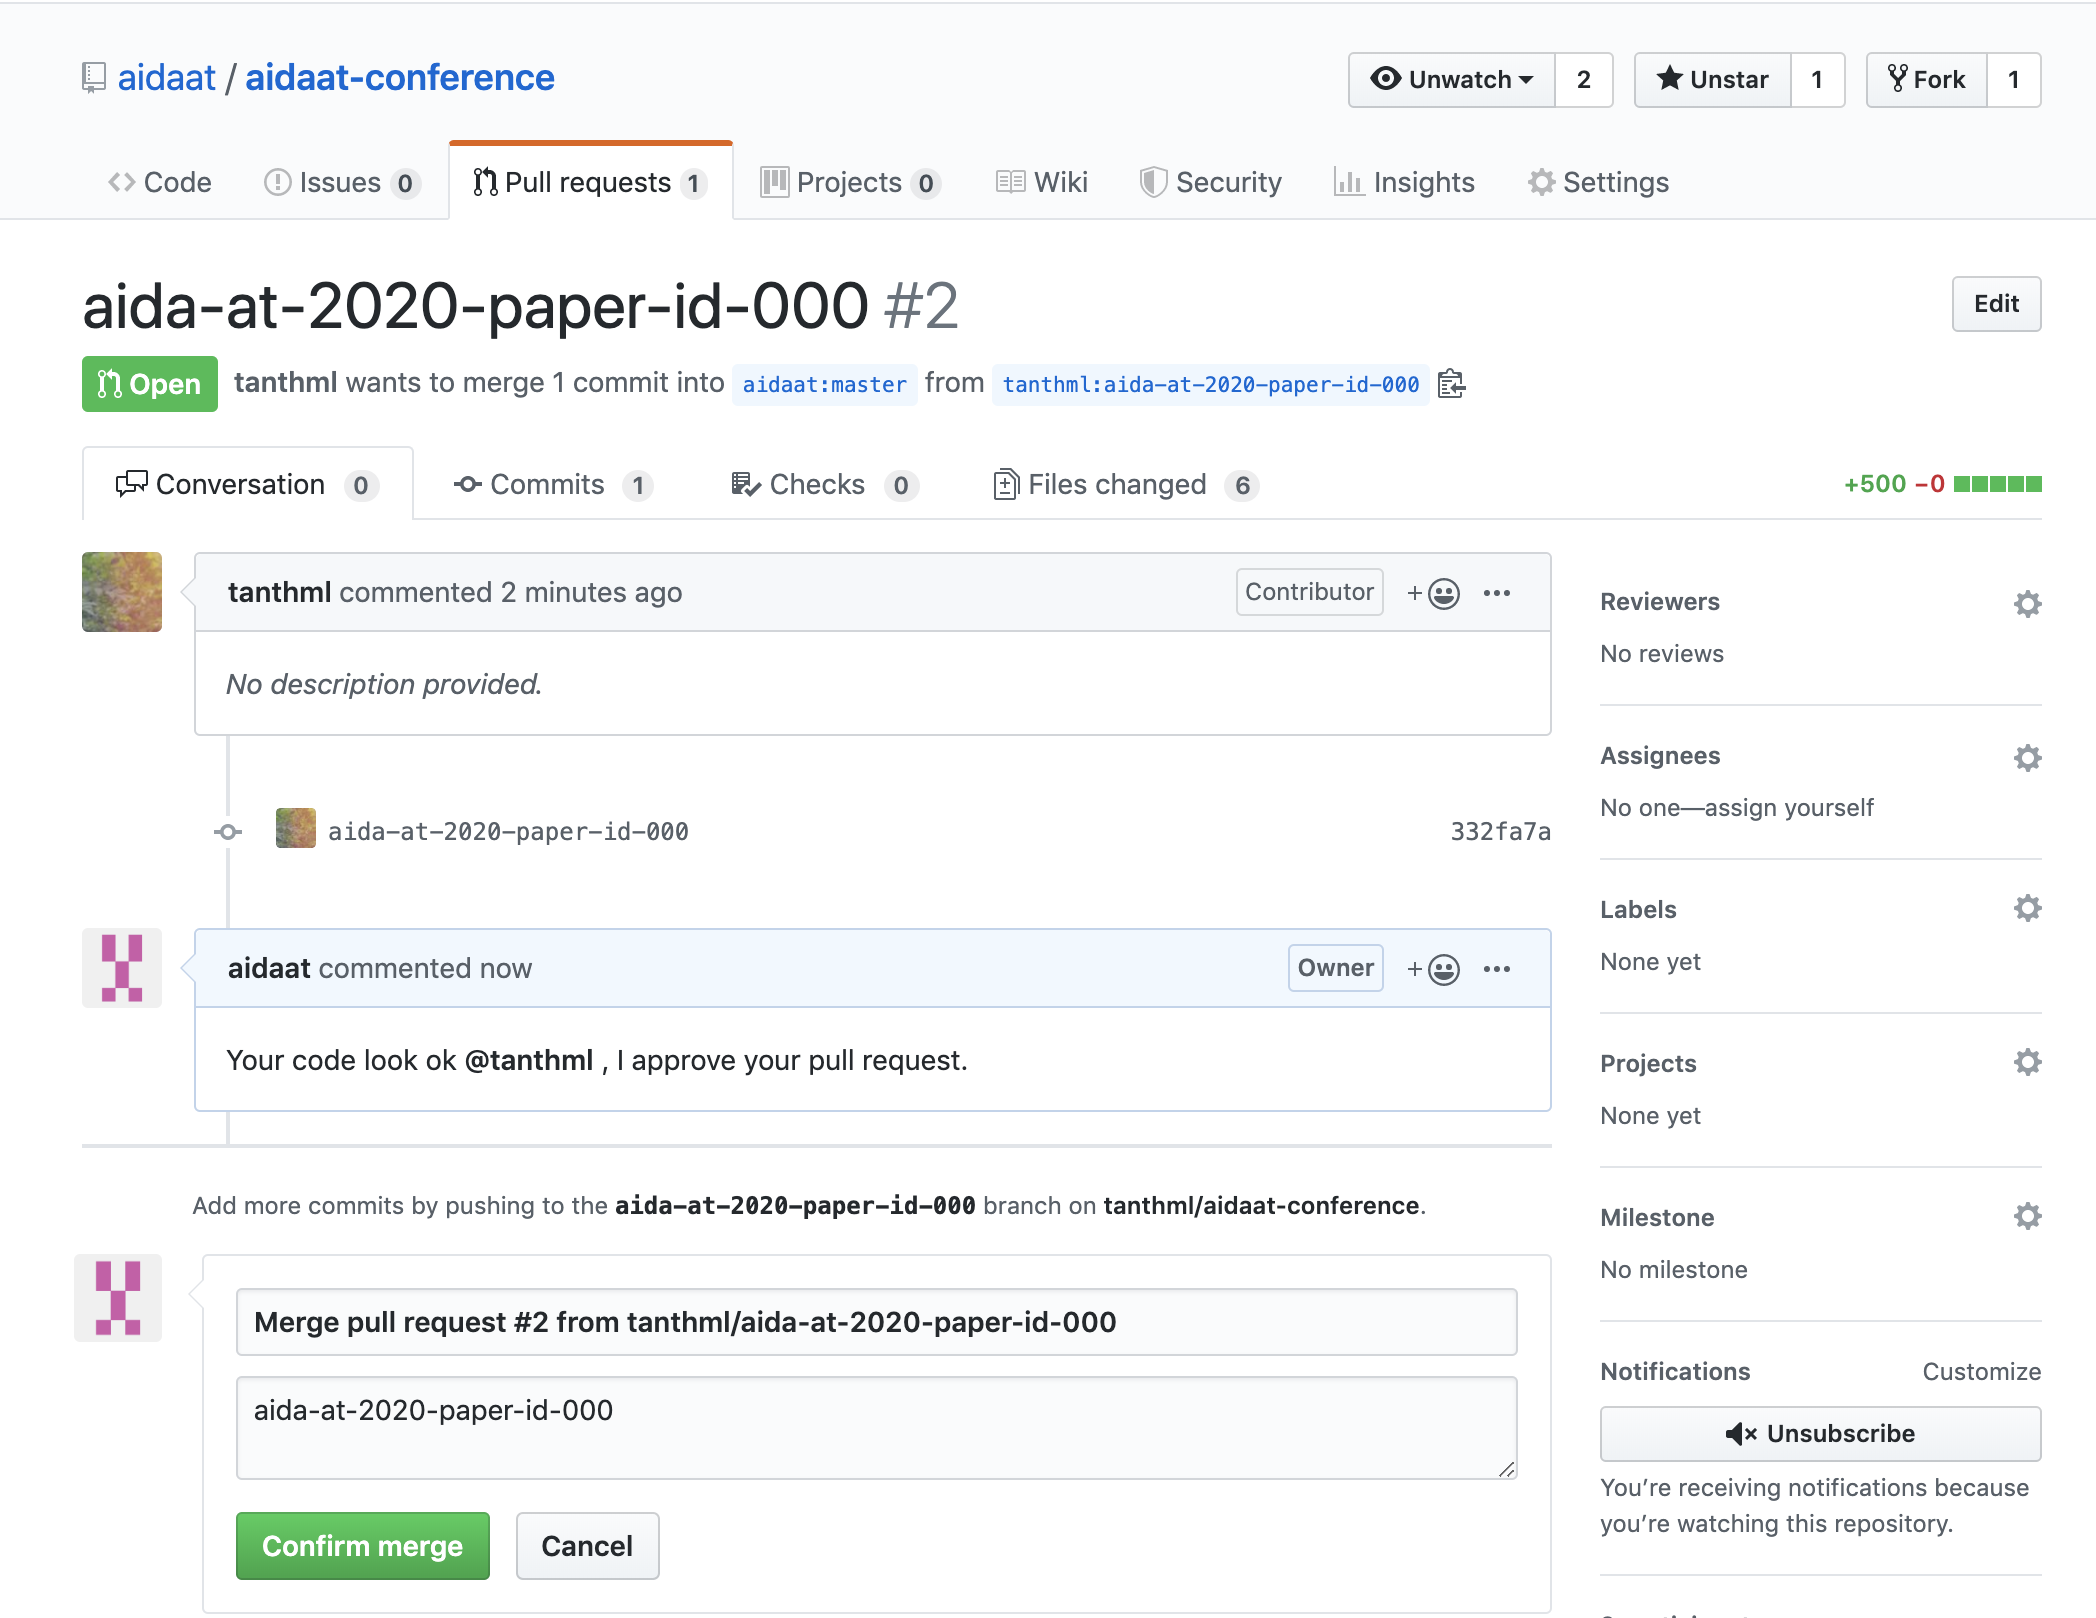 aidaat / aidaat-conference
Unwatch 2
Unstar 1
Fork 1
Code
Issues 0
Pull requests 1
Projects 0
Wiki
Security
Insights
Settings
aida-at-2020-paper-id-000 #2
Edit
Open
tanthml wants to merge 1 commit into aidaat:master from tanthml:aida-at-2020-paper-id-000
Conversation 0
Commits 1
Checks 0
Files changed 6
+500 −0
tanthml commented 2 minutes ago
Contributor
No description provided.
aida-at-2020-paper-id-000
332fa7a
aidaat commented now
Owner
Your code look ok @tanthml , I approve your pull request.
Add more commits by pushing to the aida-at-2020-paper-id-000 branch on tanthml/aidaat-conference.
Merge pull request #2 from tanthml/aida-at-2020-paper-id-000
aida-at-2020-paper-id-000
Confirm merge
Cancel
Reviewers
No reviews
Assignees
No one—assign yourself
Labels
None yet
Projects
None yet
Milestone
No milestone
Notifications
Customize
Unsubscribe
You’re receiving notifications because
you’re watching this repository.